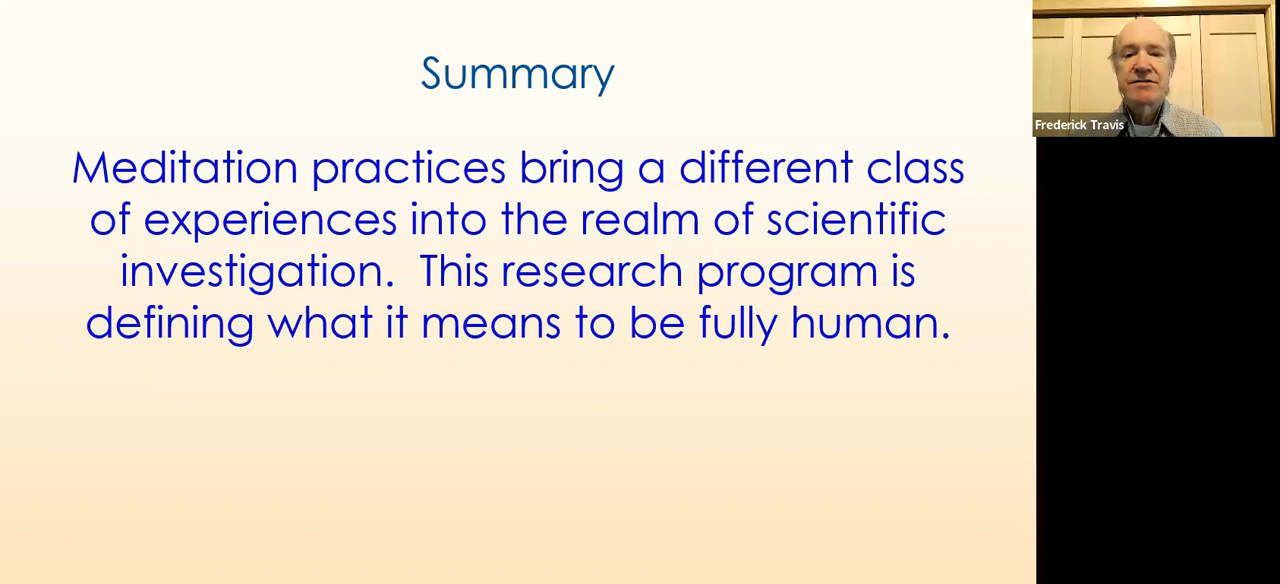 Summary
Meditation practices bring a different class
of experiences into the realm of scientific
investigation.  This research program is
defining what it means to be fully human.
Frederick Travis